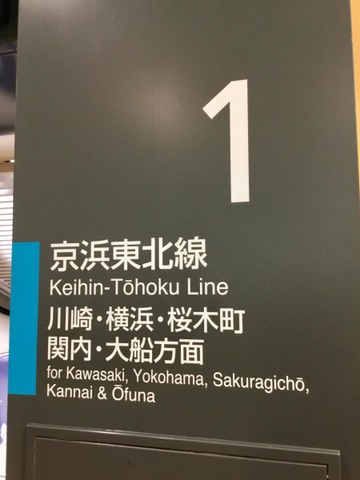 1
京浜東北線
Keihin-Tōhoku Line
川崎・横浜・桜木町
関内・大船方面
for Kawasaki, Yokohama, Sakuragichō,
Kannai & Ōfuna